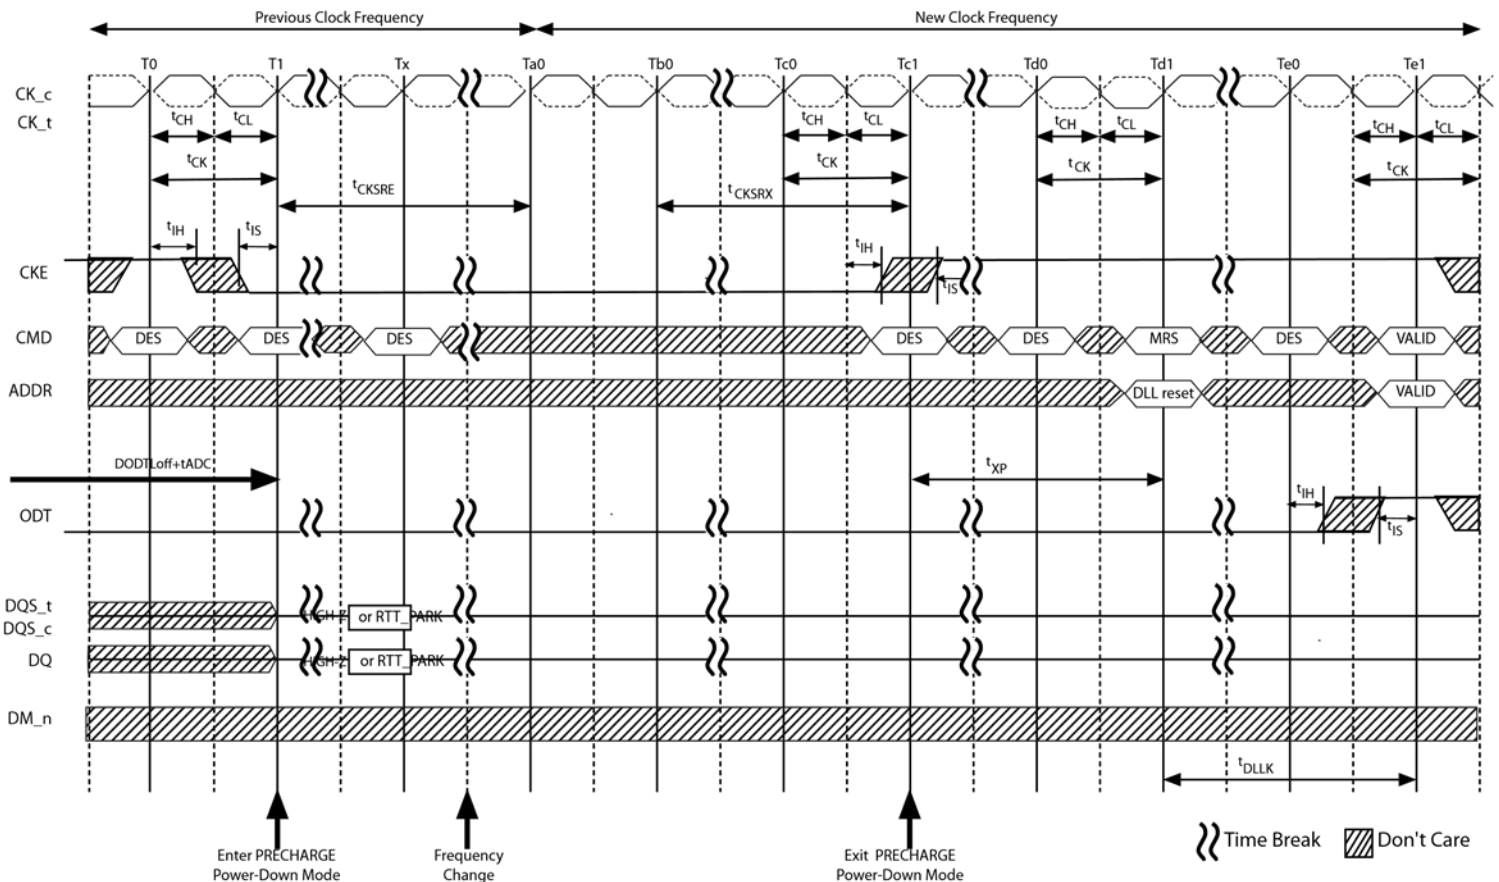 Previous Clock Frequency New Clock Frequency
T0 T1 Tx Ta0 Tb0 Tc0 Tc1 Td0 Td1 Te0 Te1
CK_c
CK_t
tCH tCL tCH tCL tCH tCL tCH tCL
tCK tCK tCK tCK
tCKSRE tCKSRX
tIH tIS tIH tIS
CKE
CMD DES DES DES DES DES MRS DES VALID
ADDR DLL reset VALID
DODTLoff+tADC tXP
tIH tIS
ODT
DQS_t
HIGH-Z or RTT_PARK
DQS_c
DQ HIGH-Z or RTT_PARK
DM_n
tDLLK
Enter PRECHARGE
Power-Down Mode
Frequency
Change
Exit PRECHARGE
Power-Down Mode
Time Break Don't Care